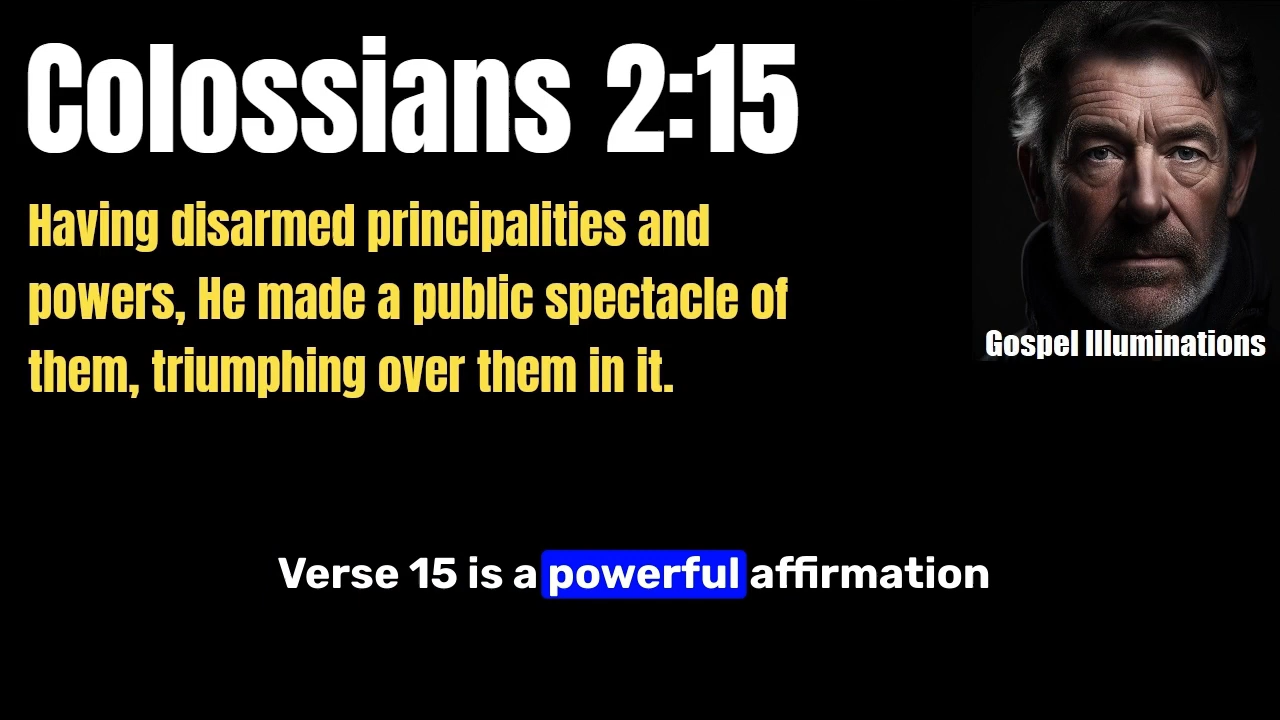 Colossians 2:15
Having disarmed principalities and
powers, He made a public spectacle of
them, triumphing over them in it.
Gospel Illuminations
Verse 15 is a powerful affirmation